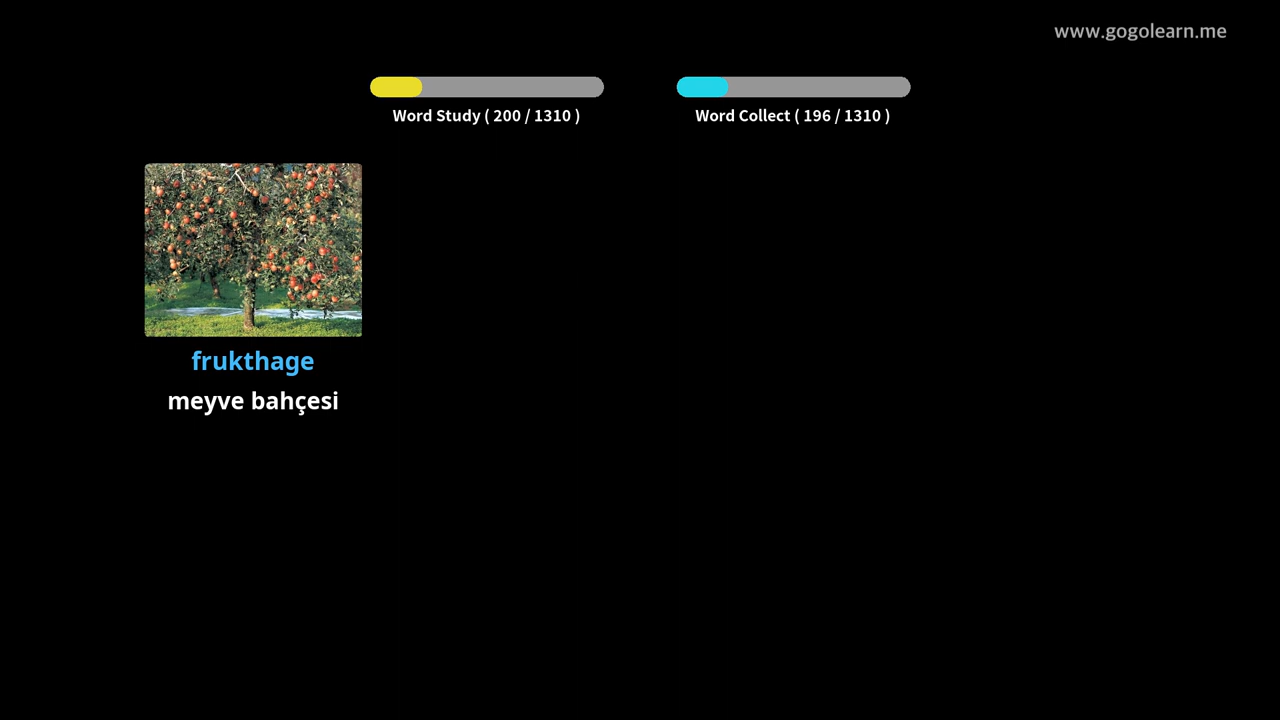 www.gogolearn.me
Word Study ( 200 / 1310 )
Word Collect ( 196 / 1310 )
frukthage
meyve bahçesi